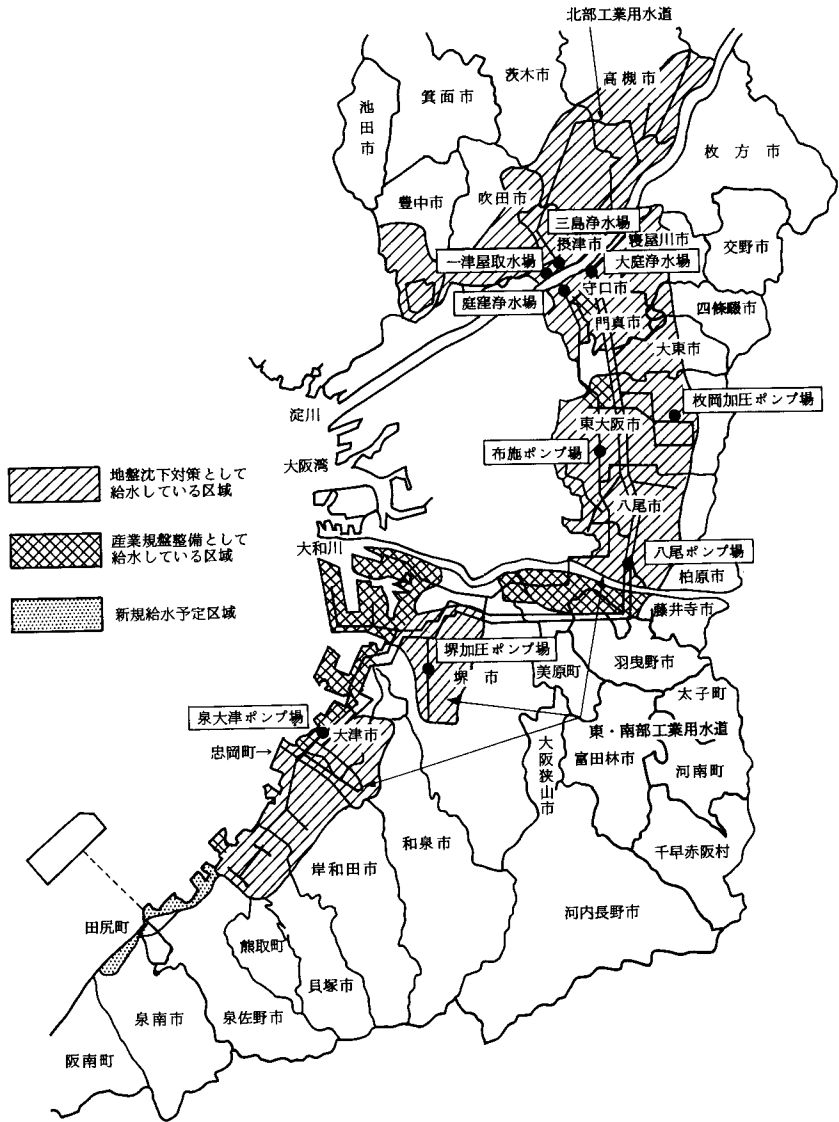 北部工業用水道
茨木市
高槻市
箕面市
池田市
枚方市
豊中市
吹田市
三島浄水場
摂津市
寝屋川市
交野市
一津屋取水場
大庭浄水場
守口市
庭窪浄水場
四條畷市
門真市
大東市
淀川
枚岡加圧ポンプ場
東大阪市
布施ポンプ場
大阪湾
地盤沈下対策として
給水している区域
八尾市
産業規盤整備として
給水している区域
大和川
八尾ポンプ場
柏原市
新規給水予定区域
藤井寺市
堺加圧ポンプ場
羽曳野市
堺市
美原町
太子町
泉大津ポンプ場
大津市
東・南部工業用水道
忠岡町→
大阪狭山市
富田林市
河南町
和泉市
千早赤阪村
岸和田市
河内長野市
田尻町
熊取町
貝塚市
泉南市
泉佐野市
阪南町